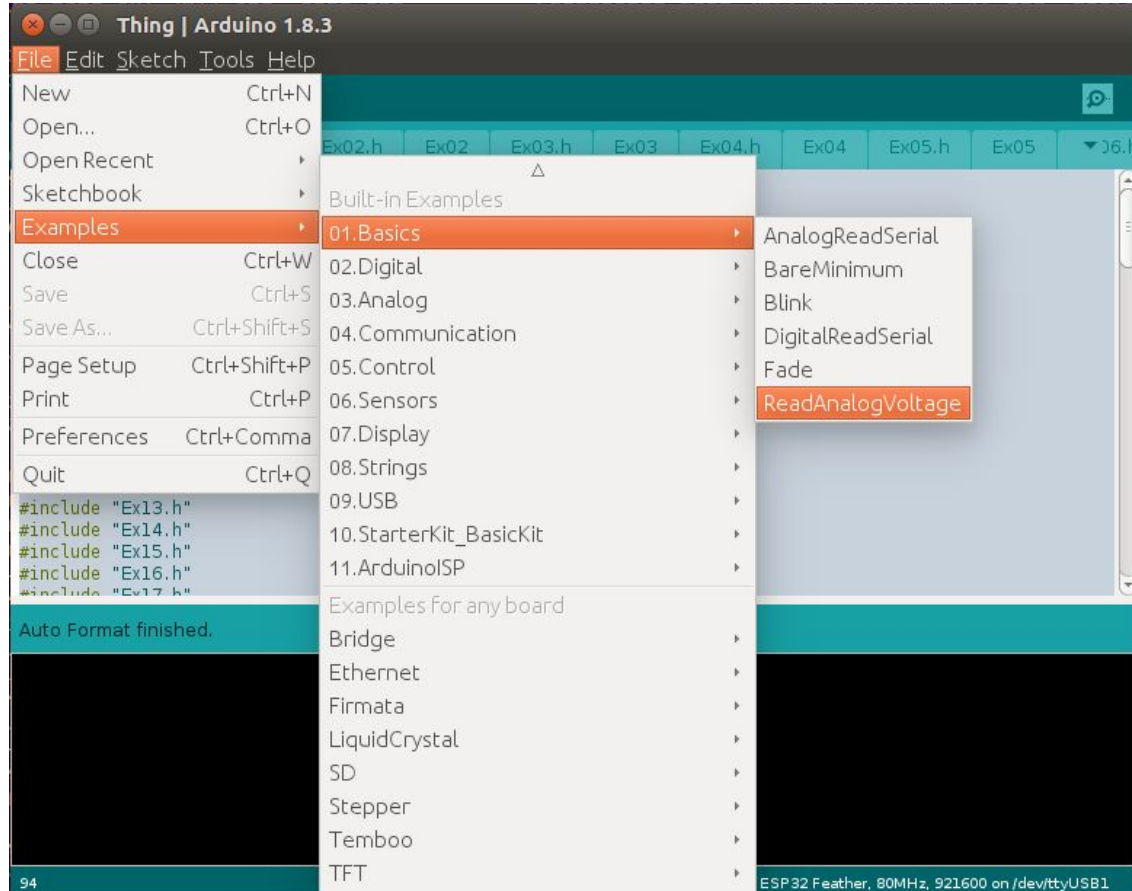 Thing | Arduino 1.8.3
File Edit Sketch Tools Help
New Ctrl+N
Open... Ctrl+O
Open Recent
Sketchbook
Examples
Close Ctrl+W
Save Ctrl+S
Save As... Ctrl+Shift+S
Page Setup Ctrl+Shift+P
Print Ctrl+P
Preferences Ctrl+Comma
Quit Ctrl+Q
Ex02.h Ex02 Ex03.h Ex03 Ex04.h Ex04 Ex05.h Ex05
Built-in Examples
01.Basics
02.Digital
03.Analog
04.Communication
05.Control
06.Sensors
07.Display
08.Strings
09.USB
10.StarterKit_BasicKit
11.ArduinoISP
Examples for any board
Bridge
Ethernet
Firmata
LiquidCrystal
SD
Stepper
Temboo
TFT
AnalogReadSerial
BareMinimum
Blink
DigitalReadSerial
Fade
ReadAnalogVoltage
#include "Ex13.h"
#include "Ex14.h"
#include "Ex15.h"
#include "Ex16.h"
#include "Ex17.h"
Auto Format finished.
94 ESP32 Feather, 80MHz, 921600 on /dev/ttyUSB1